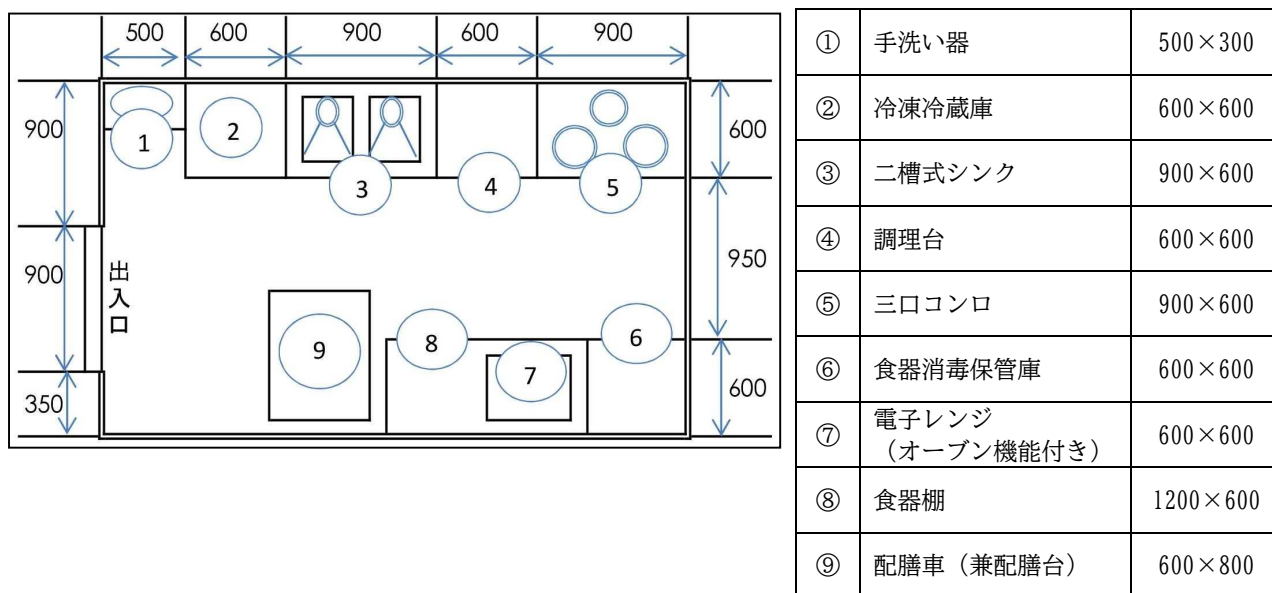 500 600 900 600 900
900
900
350
600
950
600
出入口
1
2
3
4
5
6
7
8
9
① 手洗い器 500×300
② 冷凍冷蔵庫 600×600
③ 二槽式シンク 900×600
④ 調理台 600×600
⑤ 三口コンロ 900×600
⑥ 食器消毒保管庫 600×600
⑦ 電子レンジ
（オーブン機能付き） 600×600
⑧ 食器棚 1200×600
⑨ 配膳車（兼配膳台） 600×800